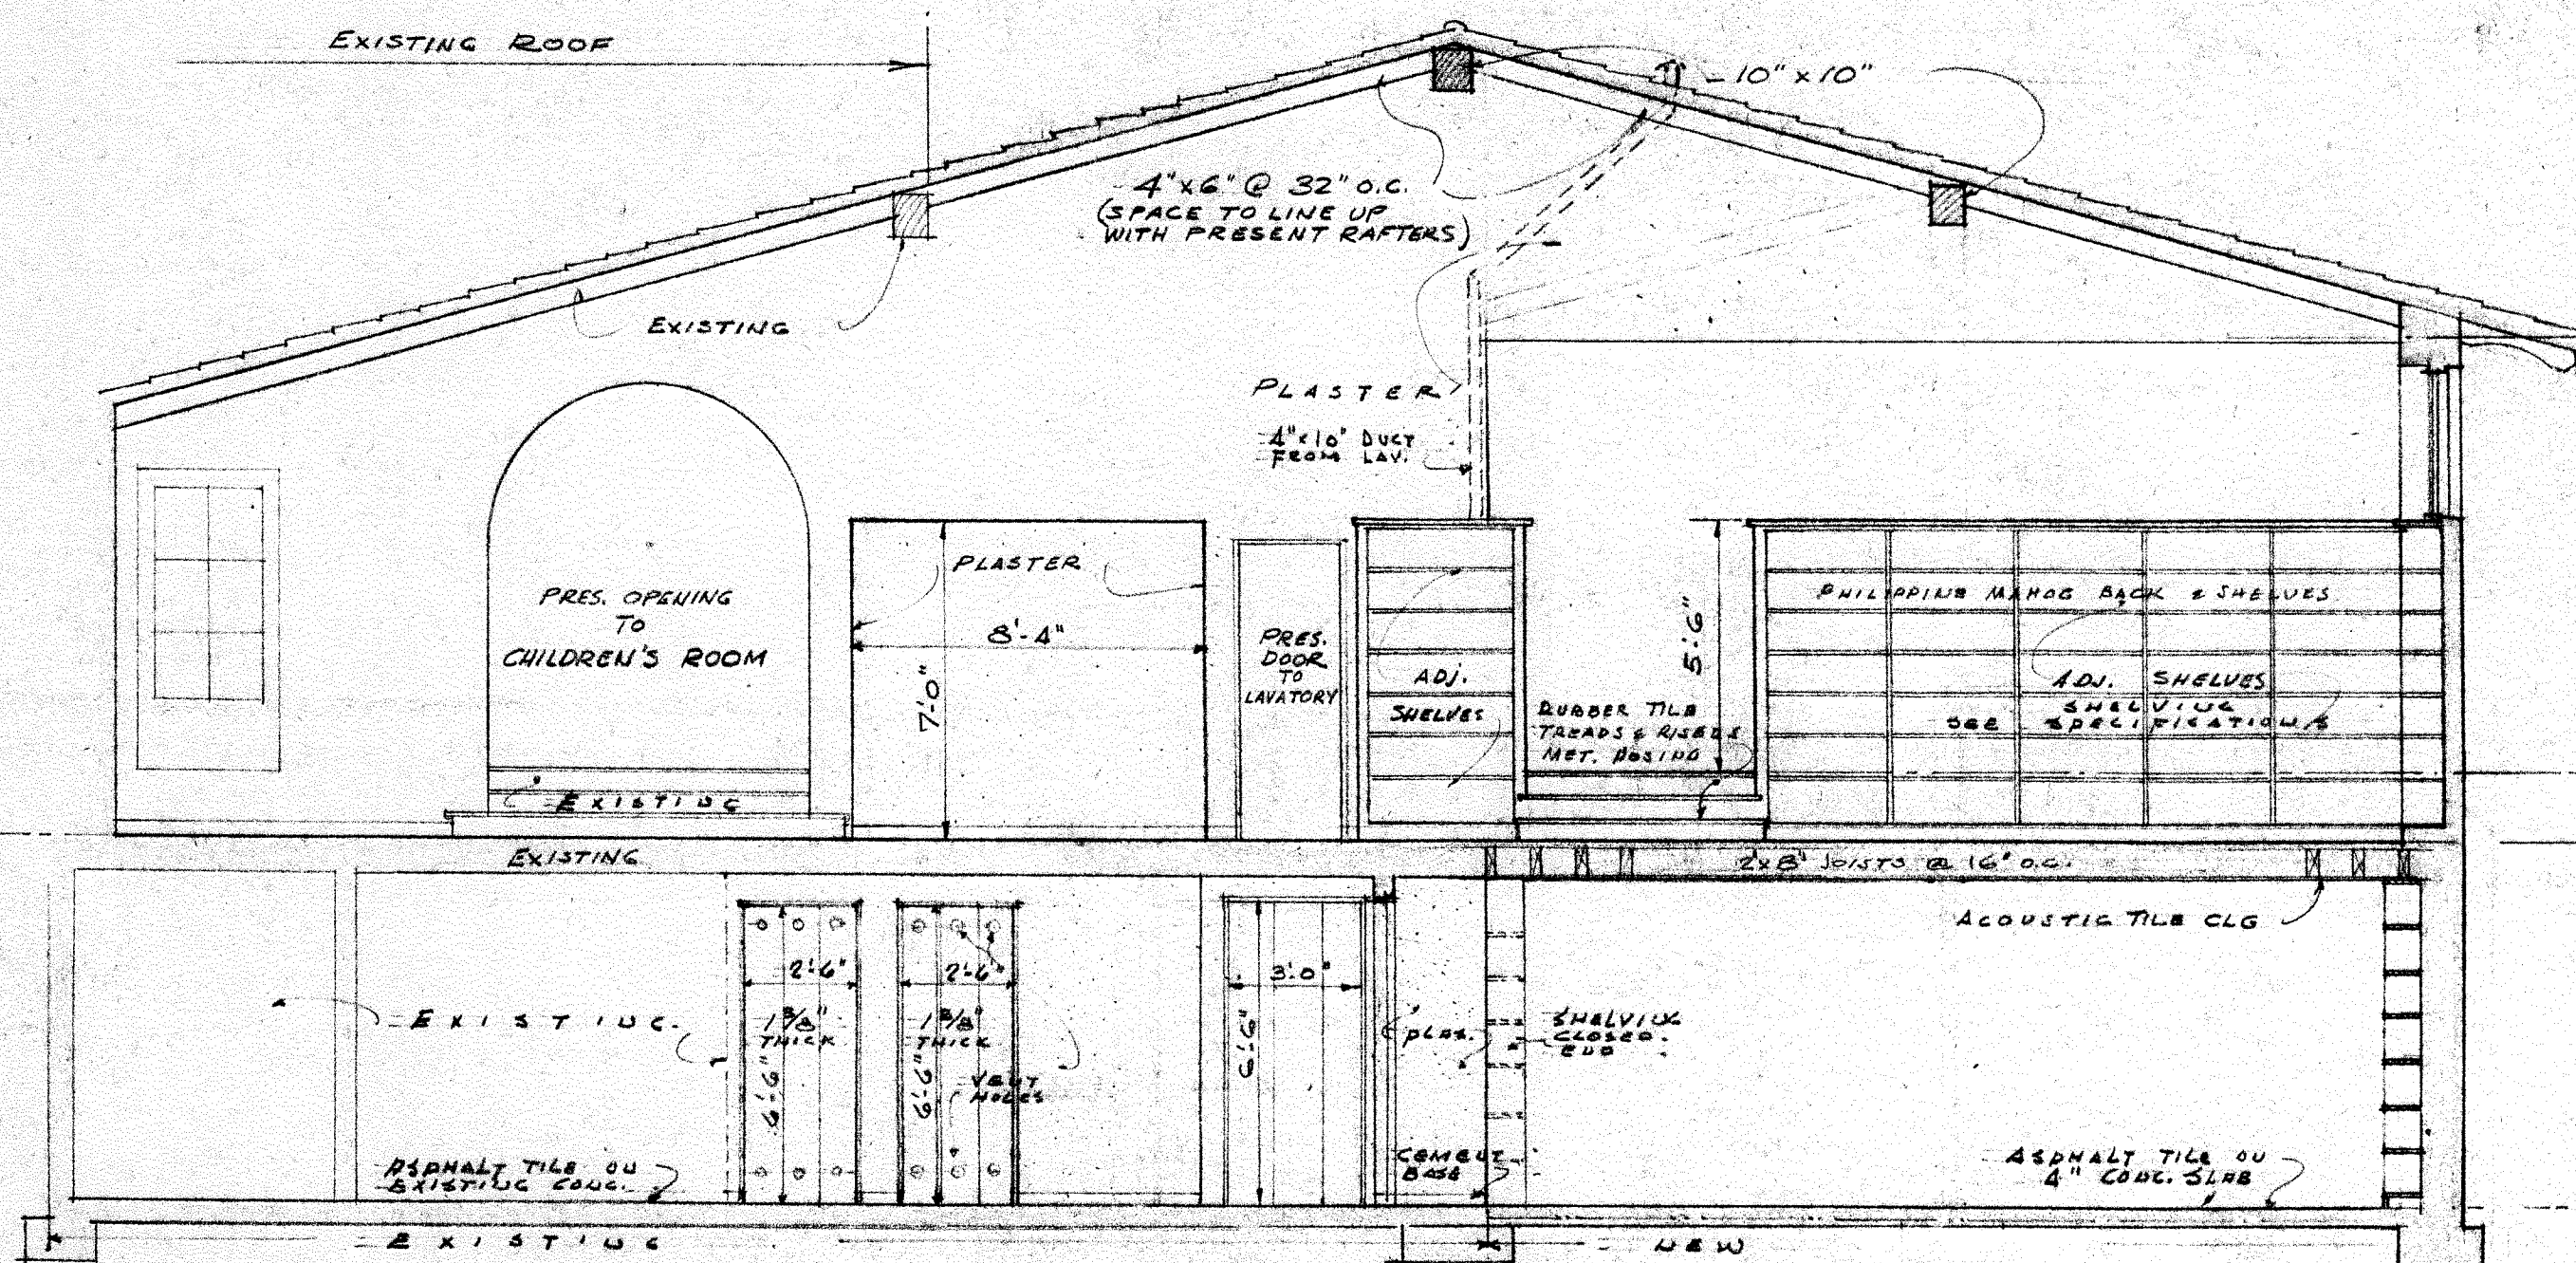 EXISTING ROOF
10" x 10"
4" x 6" @ 32" O.C.
(SPACE TO LINE UP
WITH PRESENT RAFTERS)
EXISTING
PLASTER
4" x 10" DUCT
FROM LAV.
PLASTER
PRES. OPENING
TO
CHILDREN'S ROOM
8'-4"
7'-0"
PRES.
DOOR
TO
LAVATORY
ADJ.
SHELVES
RUBBER TILE
TREADS & RISERS
MET. NOSING
5'-6"
PHILIPPINE MAHOG BACK & SHELVES
ADJ. SHELVES
SHELVING
SEE SPECIFICATIONS
EXISTING
EXISTING
2x8" JOISTS @ 16" O.C.
ACOUSTIC TILE CLG
2'-6"
2'-6"
3'-0"
EXISTING.
1 3/8"
THICK
6'-6"
1 3/8"
THICK
6'-6"
VENT
HOLES
6'-6"
PLAS.
SHELVING
CLOSED
END
ASPHALT TILE ON
EXISTING CONC.
CEMENT
BASE
ASPHALT TILE ON
4" CONC. SLAB
EXISTING
NEW